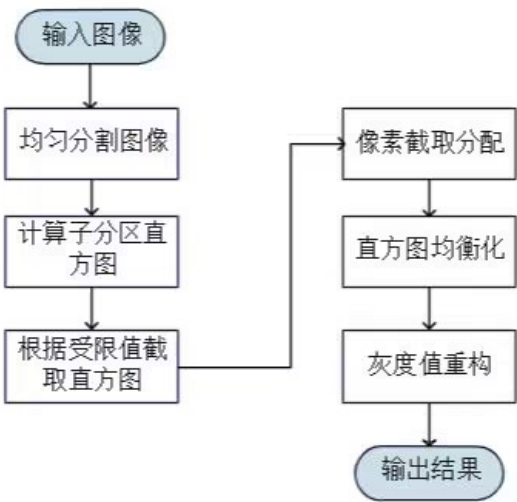 输入图像
均匀分割图像
计算子分区直
方图
根据受限值截
取直方图
像素截取分配
直方图均衡化
灰度值重构
输出结果